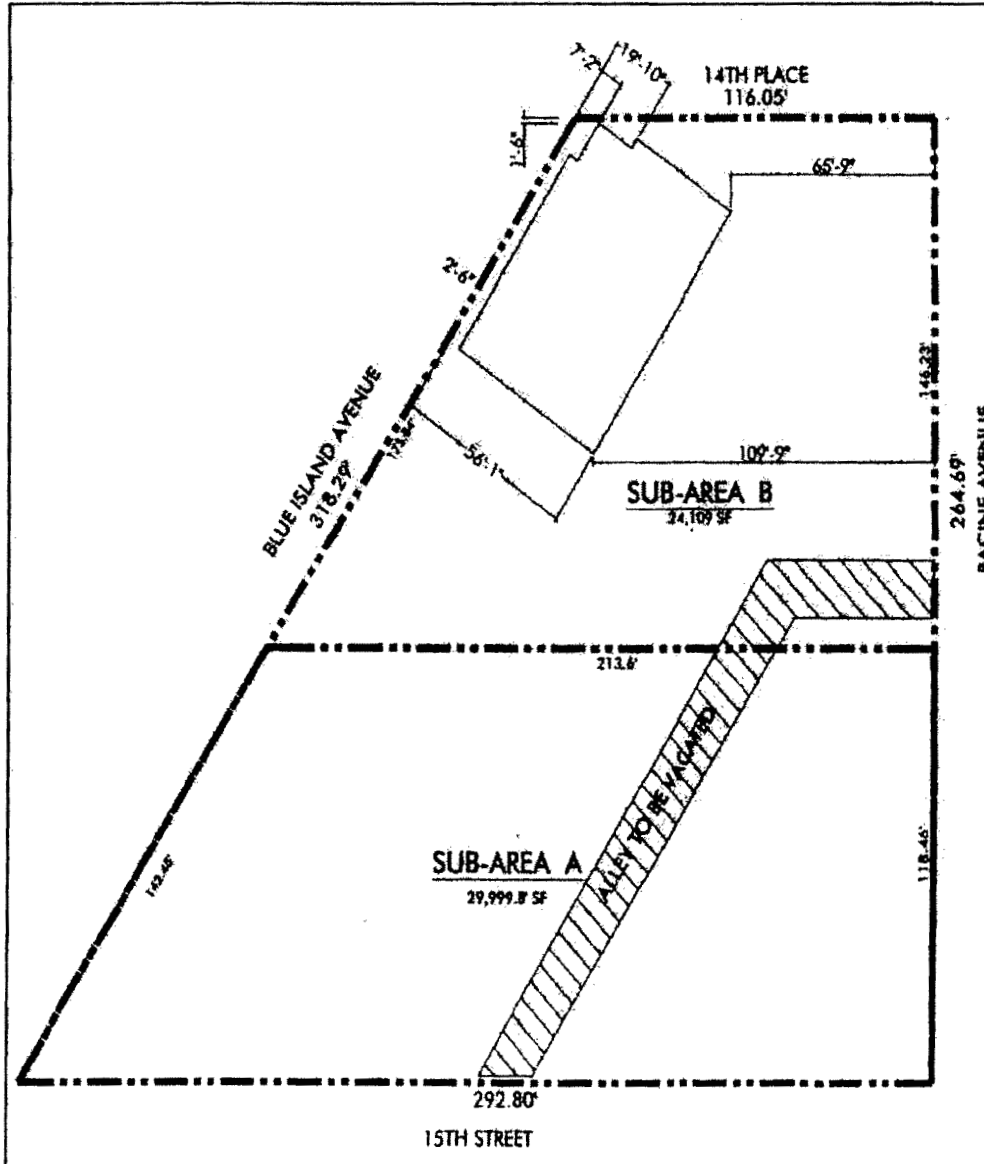 7'-2"
19'-10"
14TH PLACE
116.05'
1'-6"
65'-9"
2'-6"
146.23'
BLUE ISLAND AVENUE
318.29'
56'-1"
109'-9"
SUB-AREA B
24,109 SF
264.69'
RACINE AVENUE
213.6'
ALLEY TO BE VACATED
SUB-AREA A
29,999.8' SF
142.45'
118.46'
292.80'
15TH STREET